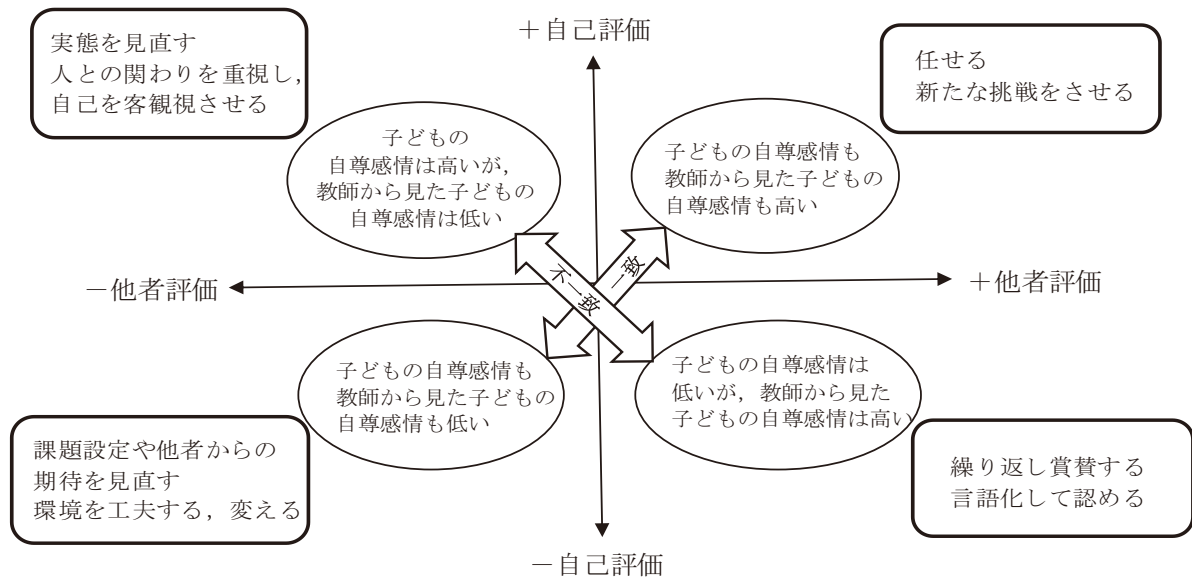 ＋自己評価
実態を見直す
人との関わりを重視し，
自己を客観視させる
任せる
新たな挑戦をさせる
子どもの
自尊感情は高いが，
教師から見た子どもの
自尊感情は低い
子どもの自尊感情も
教師から見た子どもの
自尊感情も高い
－他者評価
不一致
一致
＋他者評価
子どもの自尊感情も
教師から見た子どもの
自尊感情も低い
子どもの自尊感情は
低いが，教師から見た
子どもの自尊感情は高い
課題設定や他者からの
期待を見直す
環境を工夫する，変える
繰り返し賞賛する
言語化して認める
－自己評価